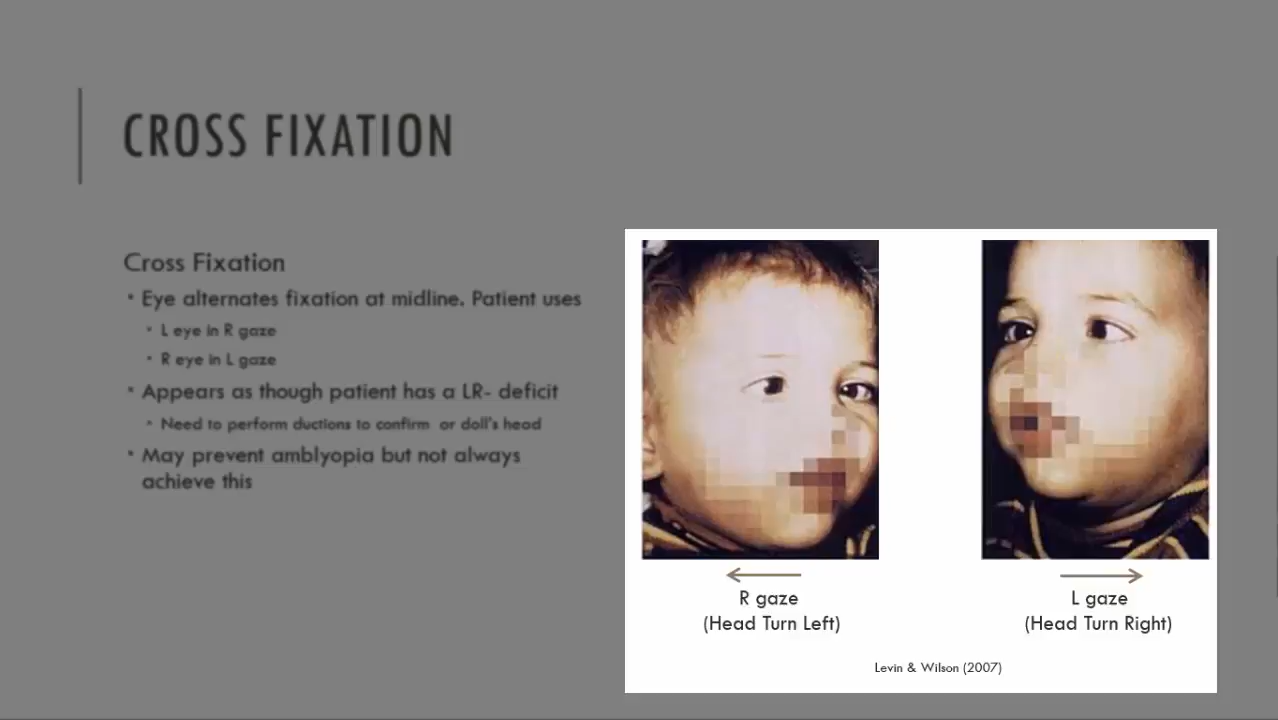 CROSS FIXATION
Cross Fixation
• Eye alternates fixation at midline. Patient uses
• L eye in R gaze
• R eye in L gaze
• Appears as though patient has a LR- deficit
• Need to perform ductions to confirm or doll's head
• May prevent amblyopia but not always
achieve this
R gaze
(Head Turn Left)
L gaze
(Head Turn Right)
Levin & Wilson (2007)